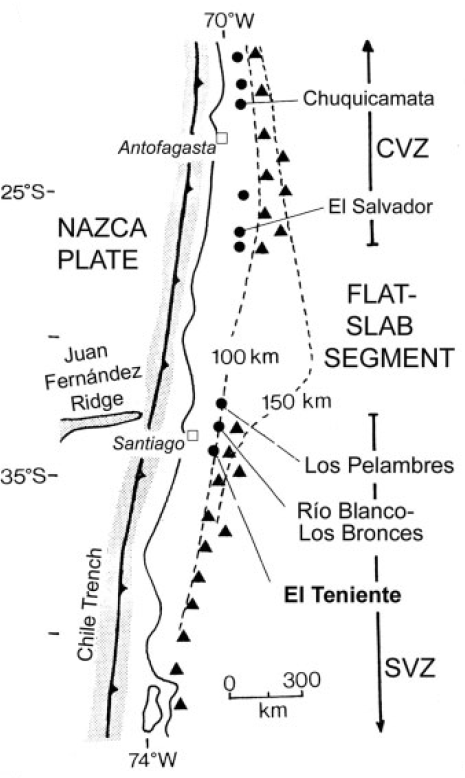 70°W
Chuquicamata
Antofagasta
CVZ
25°S
El Salvador
NAZCA
PLATE
FLAT-
SLAB
SEGMENT
100 km
Juan
Fernández
Ridge
150 km
Santiago
Los Pelambres
35°S
Río Blanco-
Los Bronces
El Teniente
Chile Trench
SVZ
0 300
km
74°W